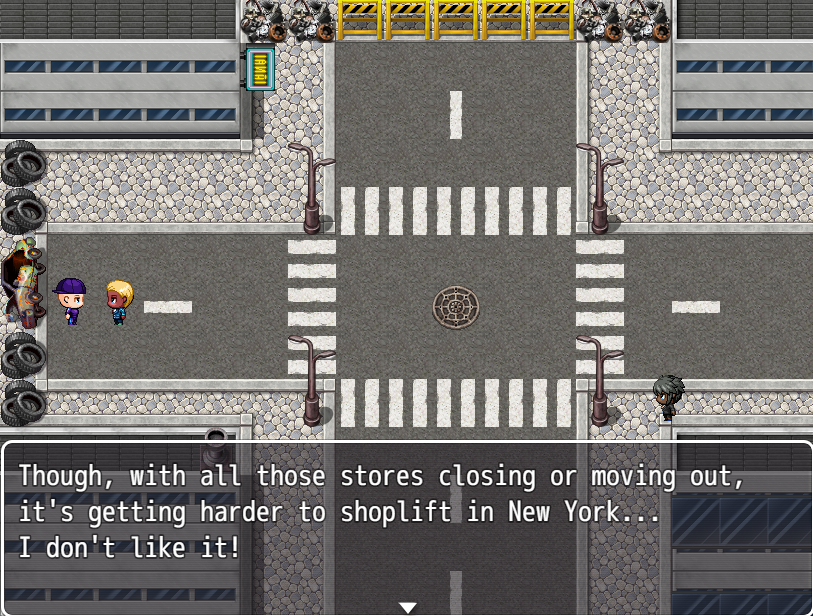 Though, with all those stores closing or moving out,
it's getting harder to shoplift in New York...
I don't like it!